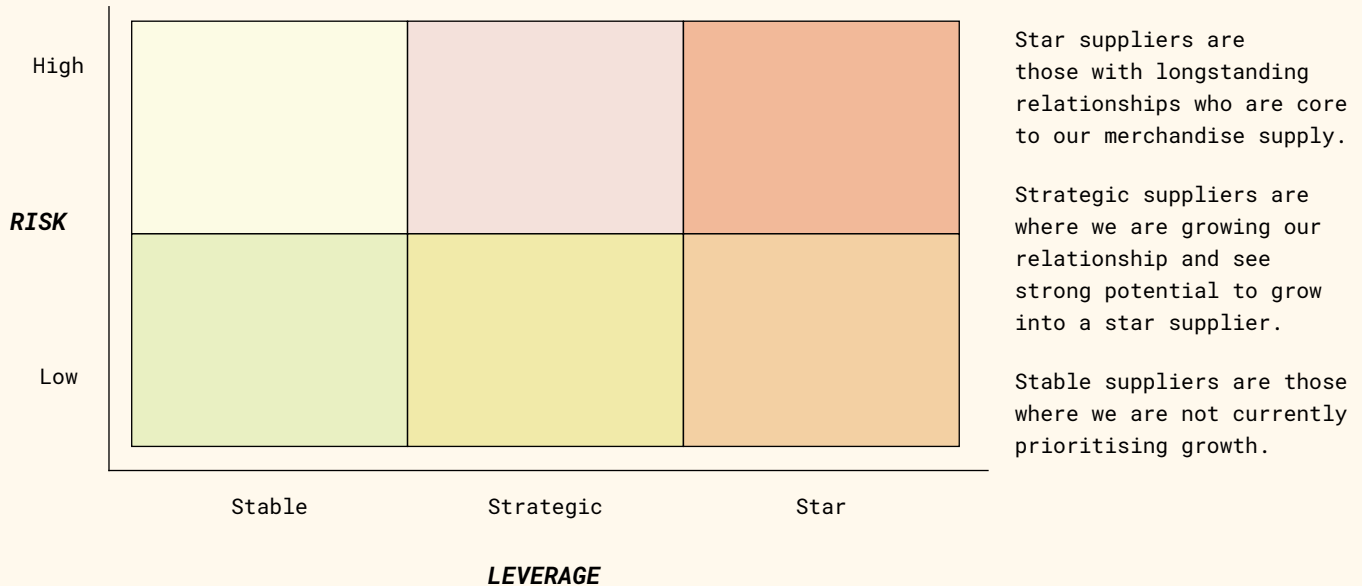 High
RISK
Low
Stable
Strategic
Star
LEVERAGE
Star suppliers are
those with longstanding
relationships who are core
to our merchandise supply.
Strategic suppliers are
where we are growing our
relationship and see
strong potential to grow
into a star supplier.
Stable suppliers are those
where we are not currently
prioritising growth.